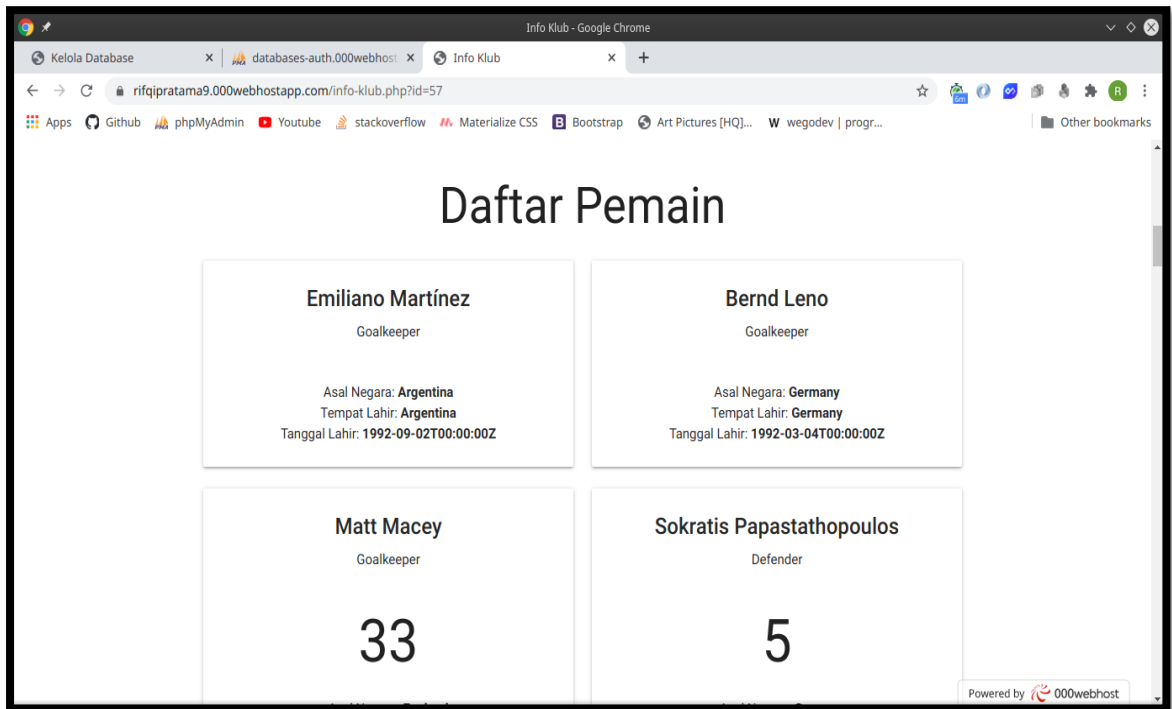 Info Klub - Google Chrome
Kelola Database
databases-auth.000webhost.
Info Klub
rifqipratama9.000webhostapp.com/info-klub.php?id=57
6m
R
Apps Github phpMyAdmin Youtube stackoverflow Materialize CSS Bootstrap Art Pictures [HQ]... W wegodev | progr... Other bookmarks
Daftar Pemain
Emiliano Martínez
Goalkeeper
Asal Negara: Argentina
Tempat Lahir: Argentina
Tanggal Lahir: 1992-09-02T00:00:00Z
Bernd Leno
Goalkeeper
Asal Negara: Germany
Tempat Lahir: Germany
Tanggal Lahir: 1992-03-04T00:00:00Z
Matt Macey
Goalkeeper
33
Sokratis Papastathopoulos
Defender
5
Powered by 000webhost